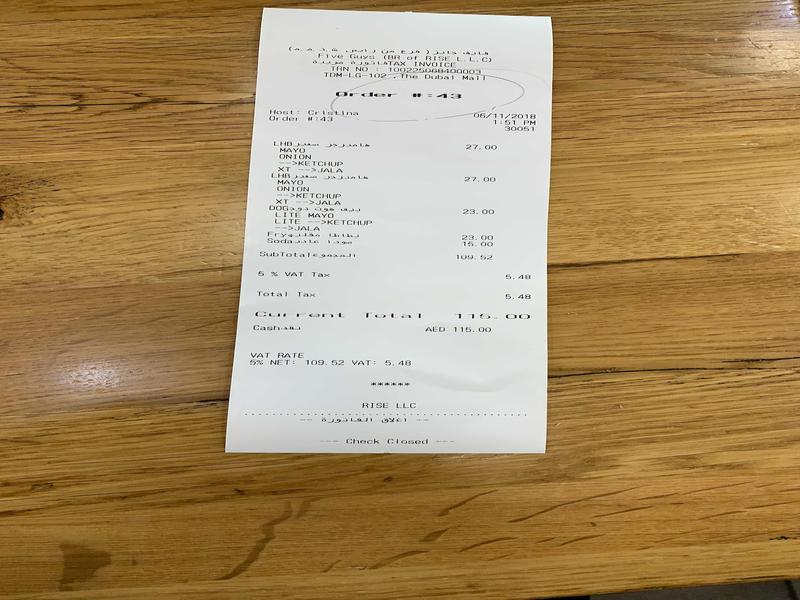 فايف جايز ( فرع من رايس ش.ذ.م.م)
Five Guys (BR of RISE L.L.C)
TAX INVOICE فاتورة ضريبة
TRN NO : 100225068400003
TDM-LG-102 ,The Dubai Mall
Order #:43
Host: Cristina 06/11/2018
Order #:43 1:51 PM
30051
LHB هامبرجر صغير 27.00
MAYO
ONION
-->KETCHUP
XT -->JALA
LHB هامبرجر صغير 27.00
MAYO
ONION
-->KETCHUP
XT -->JALA
DOG بيف هوت دوج 23.00
LITE MAYO
LITE -->KETCHUP
-->JALA
Fry بطاطا مقلية 23.00
Soda صودا عادية 15.00
SubTotal المجموع 109.52
5 % VAT Tax 5.48
Total Tax 5.48
Current Total 115.00
Cash نقد AED 115.00
VAT RATE
5% NET: 109.52 VAT: 5.48
******
RISE LLC
--- اغلاق الفاتورة ---
--- Check Closed ---